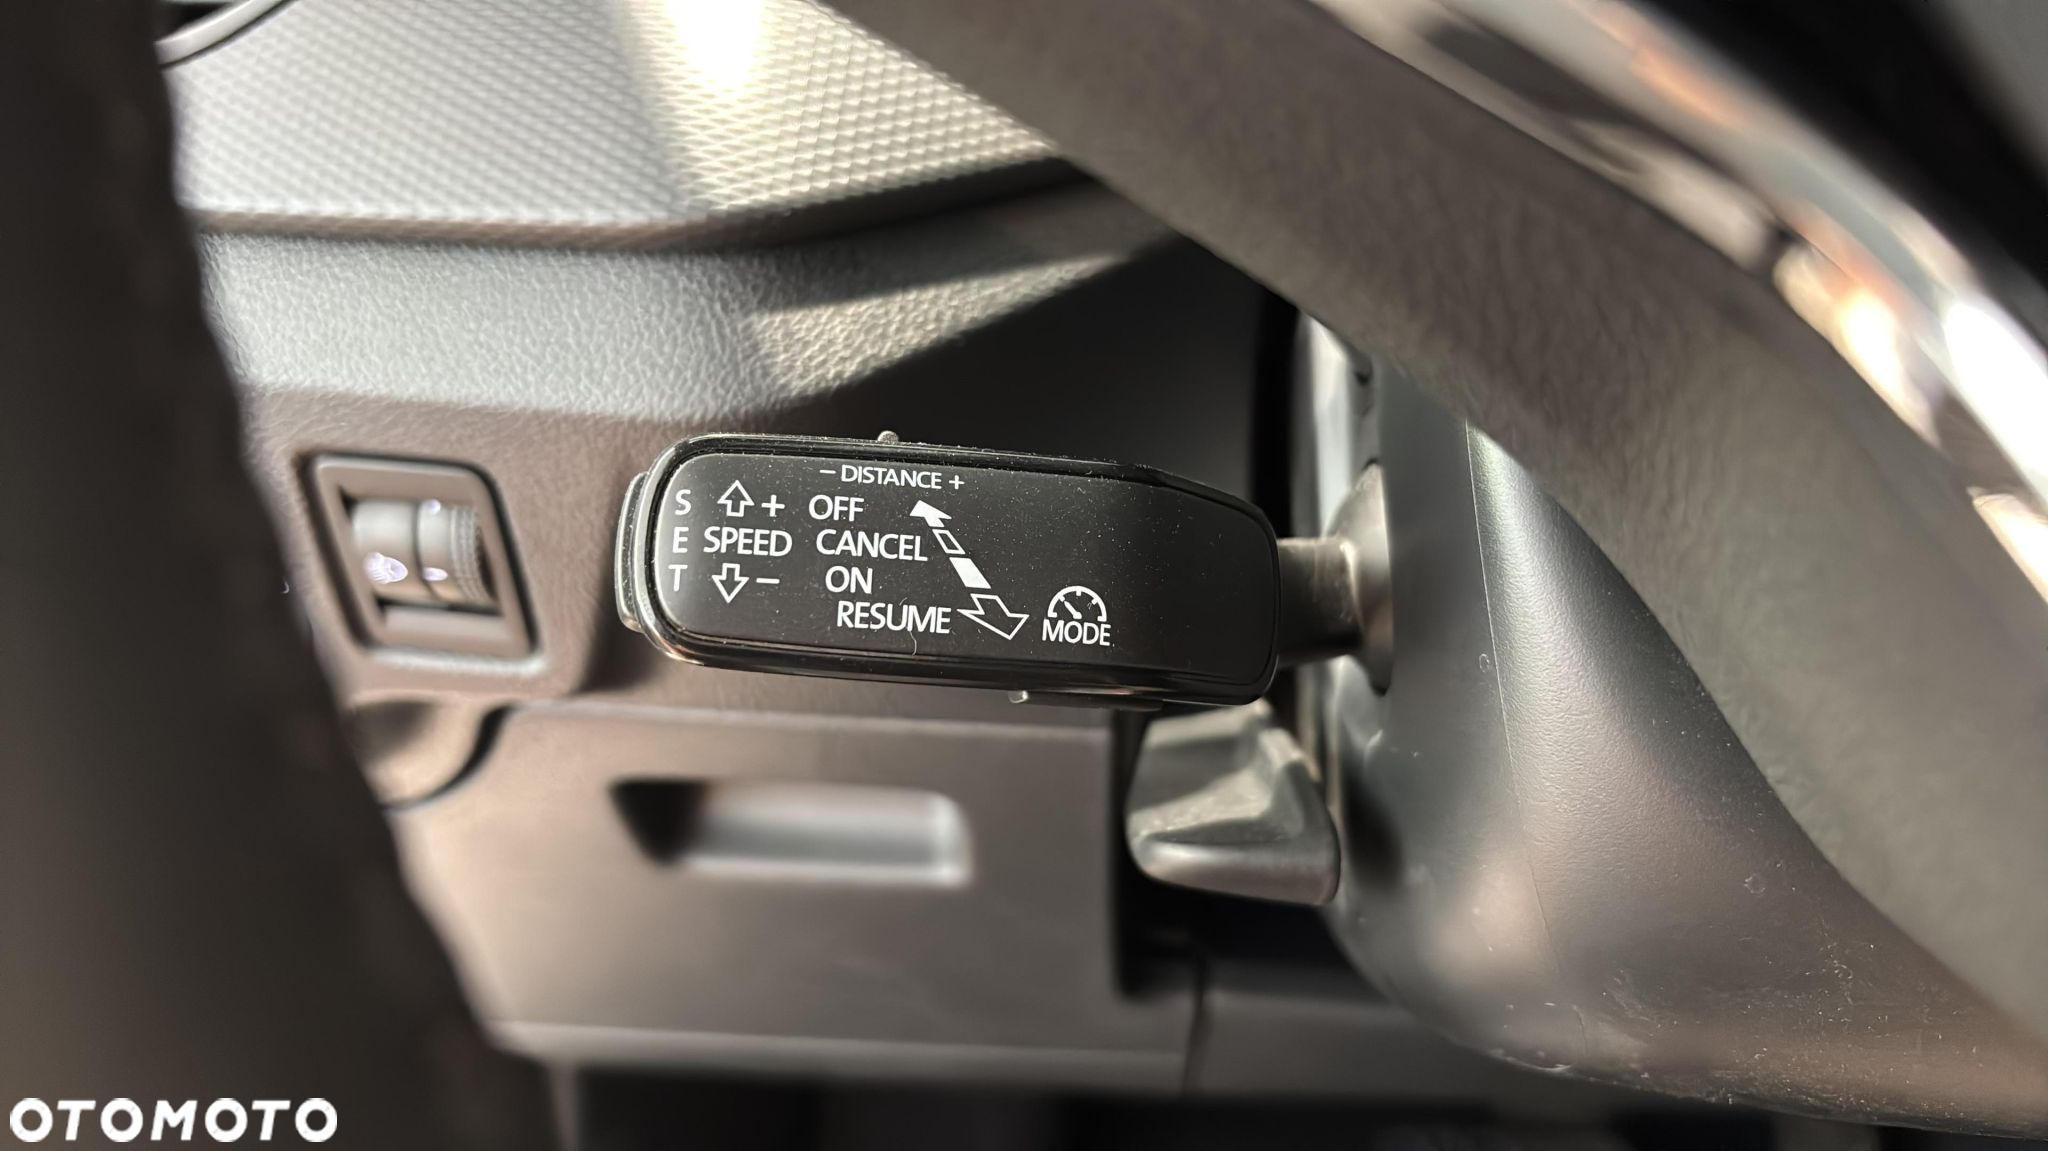 − DISTANCE +
S + OFF
E SPEED CANCEL
T − ON
RESUME
MODE
OTOMOTO